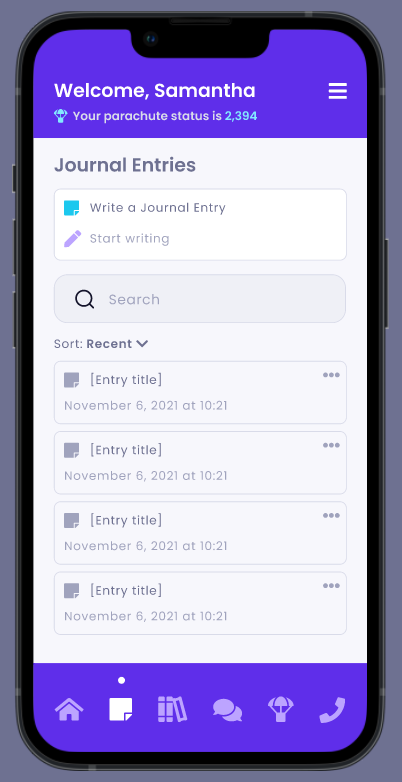 Welcome, Samantha
Your parachute status is 2,394
Journal Entries
Write a Journal Entry
Start writing
Search
Sort: Recent
[Entry title]
November 6, 2021 at 10:21
[Entry title]
November 6, 2021 at 10:21
[Entry title]
November 6, 2021 at 10:21
[Entry title]
November 6, 2021 at 10:21